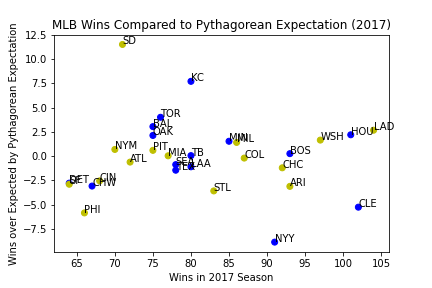 MLB Wins Compared to Pythagorean Expectation (2017)
Wins over Expected by Pythagorean Expectation
12.5
10.0
7.5
5.0
2.5
0.0
−2.5
−5.0
−7.5
SD
KC
TOR
BAL
OAK
HOU
LAD
WSH
MIN
MIL
NYM
PIT
MIA
TB
COL
BOS
ATL
SEA
TEX
LAA
CHC
DET
SF
CHW
CIN
STL
ARI
PHI
CLE
NYY
65 70 75 80 85 90 95 100 105
Wins in 2017 Season